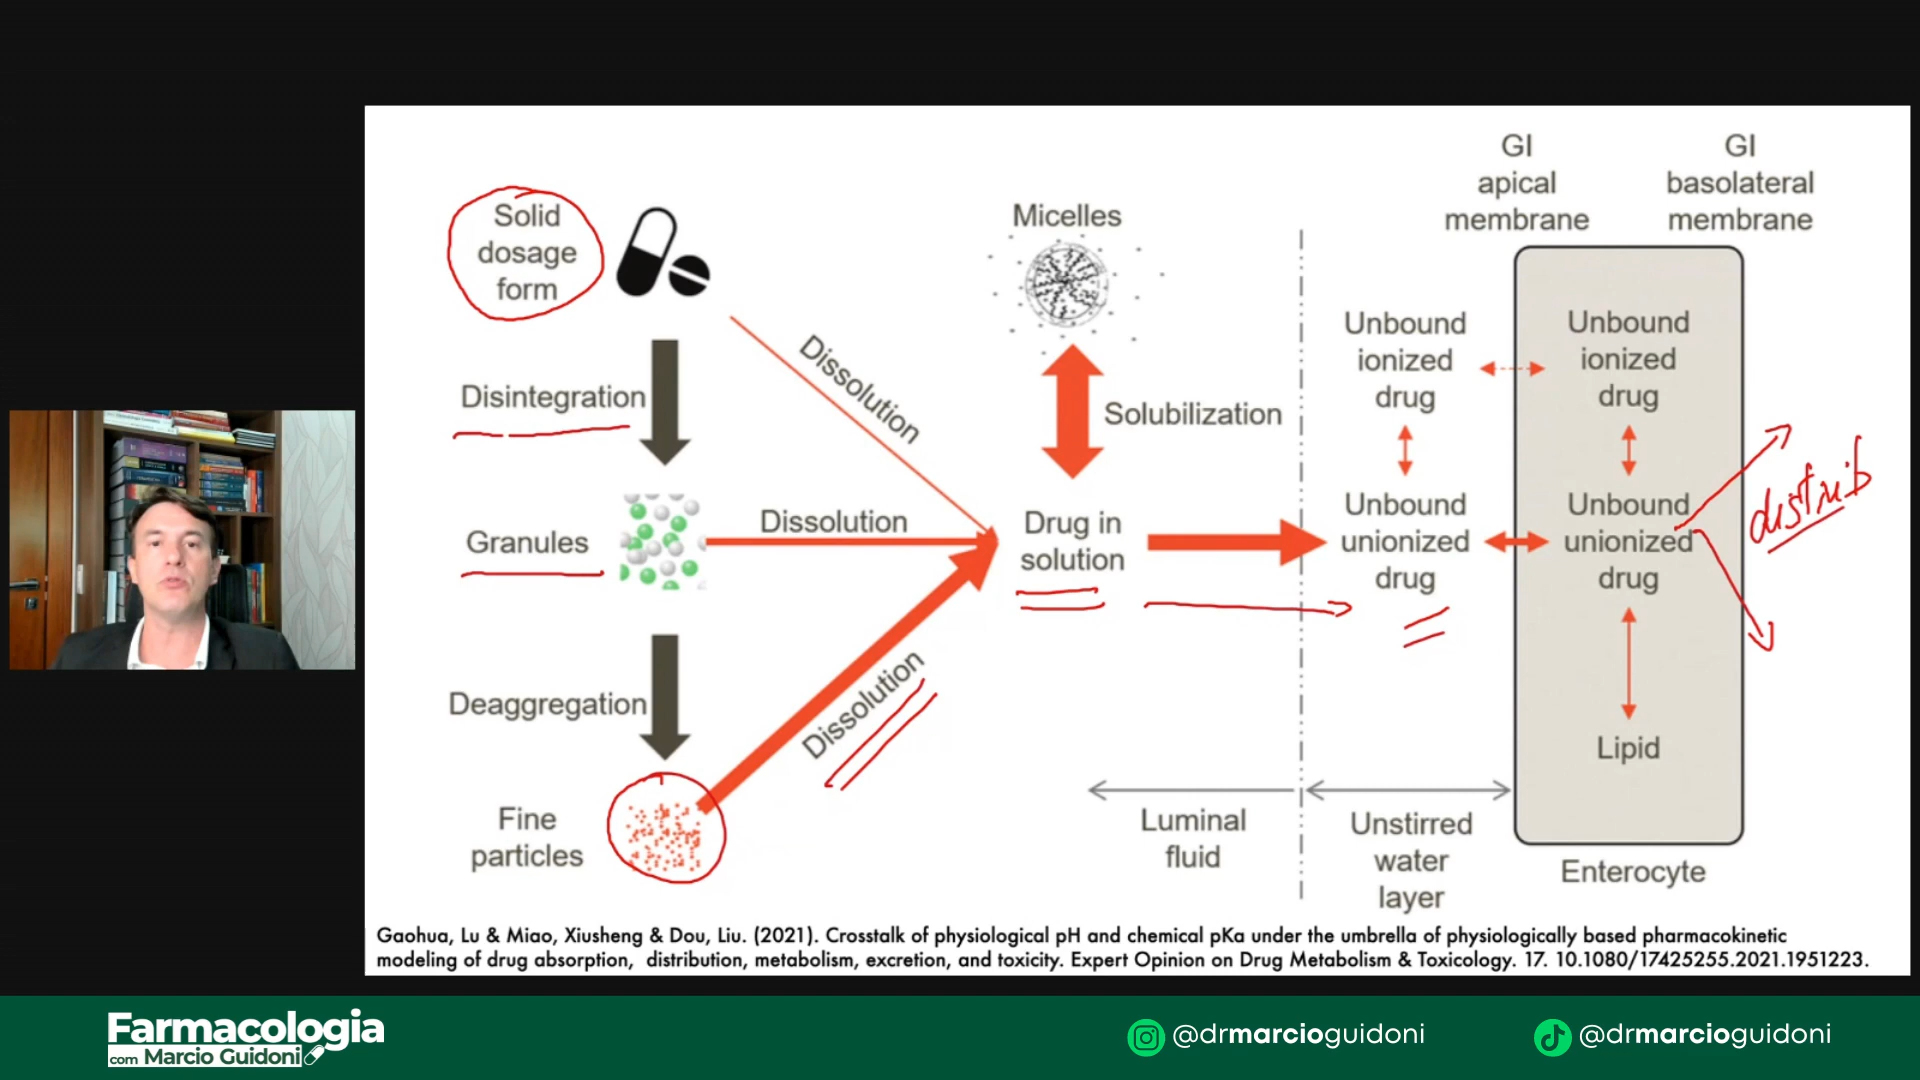 GI
apical
membrane
GI
basolateral
membrane
Solid
dosage
form
Micelles
Disintegration
Dissolution
Solubilization
Granules
Dissolution
Drug in
solution
Deaggregation
Dissolution
Fine
particles
Unbound
ionized
drug
Unbound
ionized
drug
Unbound
unionized
drug
Unbound
unionized
drug
distrib
Lipid
Luminal
fluid
Unstirred
water
layer
Enterocyte
Gaohua, Lu & Miao, Xiusheng & Dou, Liu. (2021). Crosstalk of physiological pH and chemical pKa under the umbrella of physiologically based pharmacokinetic
modeling of drug absorption, distribution, metabolism, excretion, and toxicity. Expert Opinion on Drug Metabolism & Toxicology. 17. 10.1080/17425255.2021.1951223.
Farmacologia
com Marcio Guidoni
@drmarcioguidoni
@drmarcioguidoni